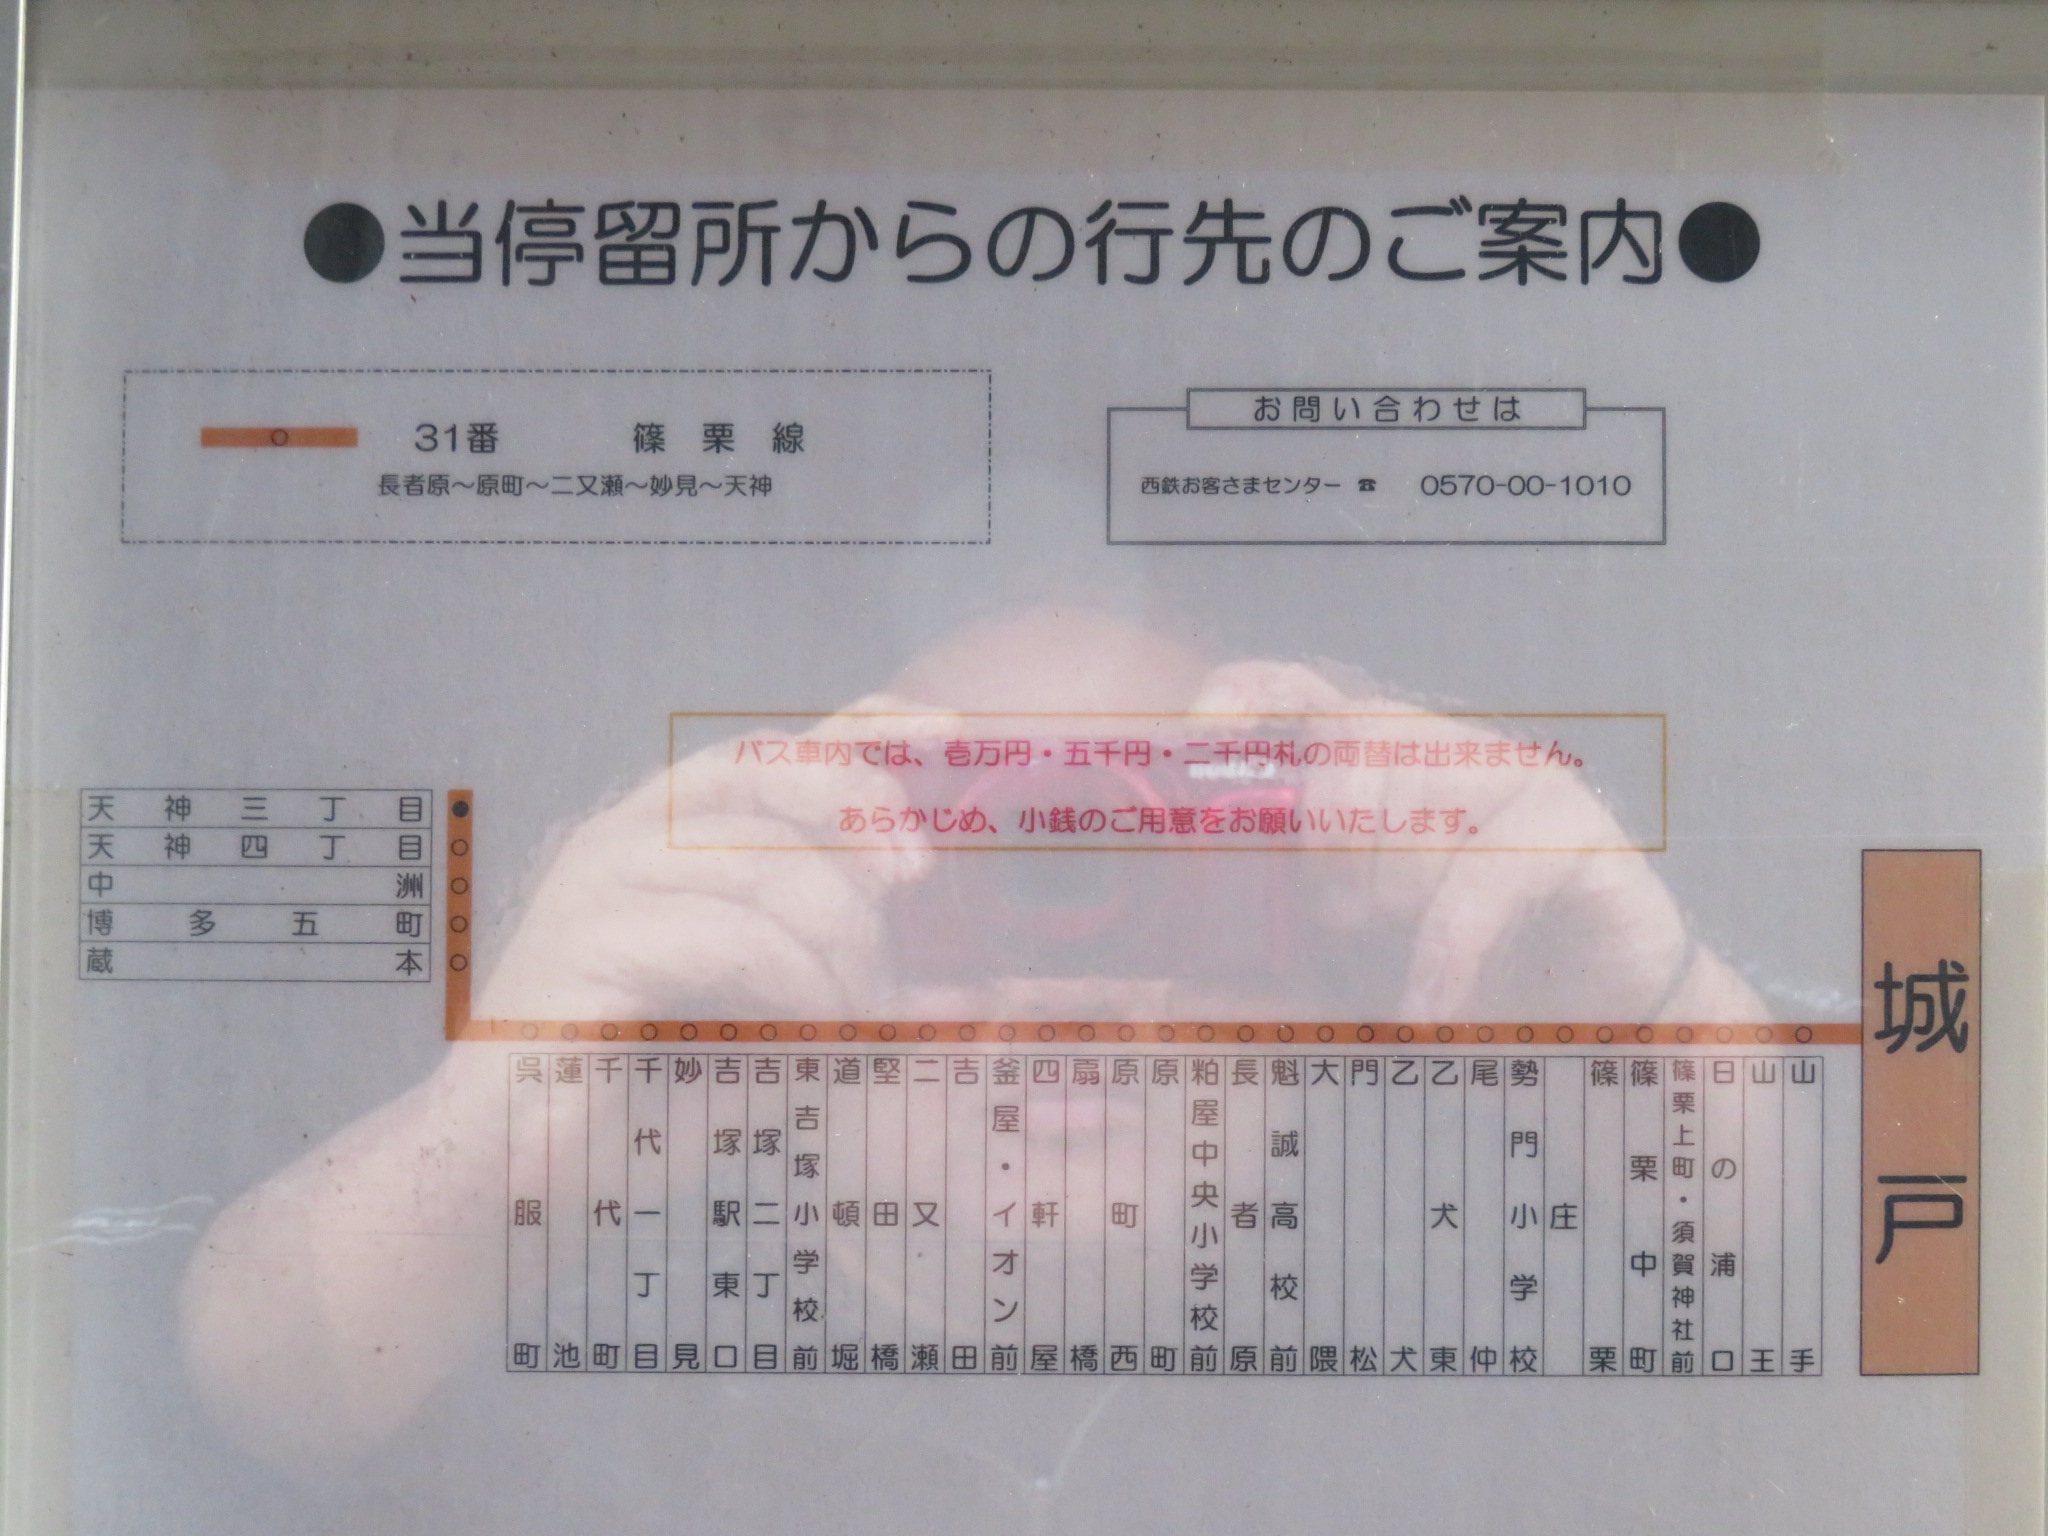 ●当停留所からの行先のご案内●
31番 篠栗線
長者原～原町～二又瀬～妙見～天神
お問い合わせは
西鉄お客さまセンター ☎ 0570-00-1010
バス車内では、壱万円・五千円・二千円札の両替は出来ません。
あらかじめ、小銭のご用意をお願いいたします。
天神三丁目
天神四丁目
中洲
博多五町
蔵本
呉服町
蓮池
千代町
千代一丁目
妙見
吉塚駅東口
吉塚二丁目
東吉塚小学校前
道頓堀
堅田橋
二又瀬
吉田
釜屋・イオン前
四軒屋
扇橋
原町西
原町
粕屋中央小学校前
長者原
魁誠高校前
大隈
門松
乙犬
乙犬東
尾仲
勢門小学校
庄
篠栗
篠栗中町
篠栗上町・須賀神社前
日の浦口
山王
山手
城戸